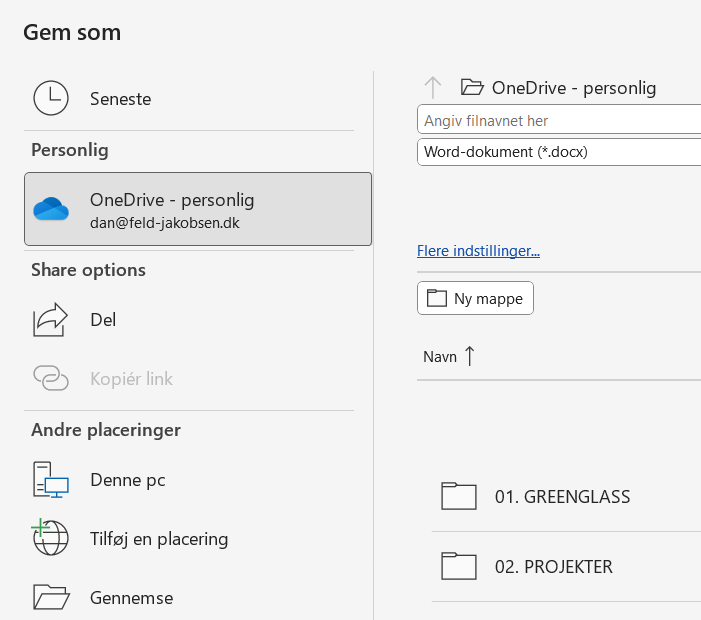 Gem som
Seneste
Personlig
OneDrive - personlig
dan@feld-jakobsen.dk
Share options
Del
Kopiér link
Andre placeringer
Denne pc
Tilføj en placering
Gennemse
OneDrive - personlig
Angiv filnavnet her
Word-dokument (*.docx)
Flere indstillinger...
Ny mappe
Navn ↑
01. GREENGLASS
02. PROJEKTER